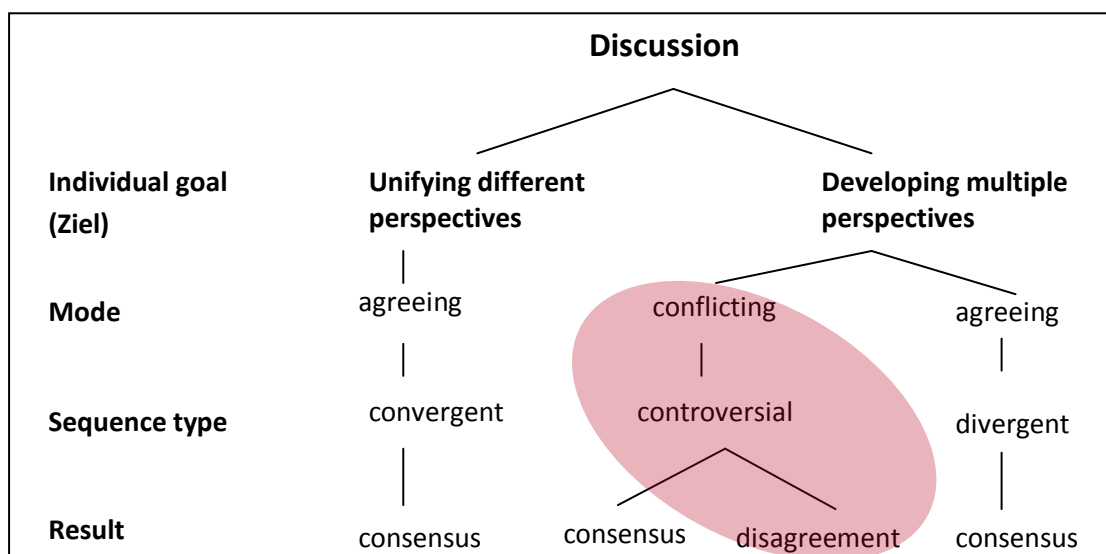 Discussion
Individual goal
(Ziel)
Unifying different
perspectives
Developing multiple
perspectives
Mode
agreeing
conflicting
agreeing
Sequence type
convergent
controversial
divergent
Result
consensus
consensus
disagreement
consensus